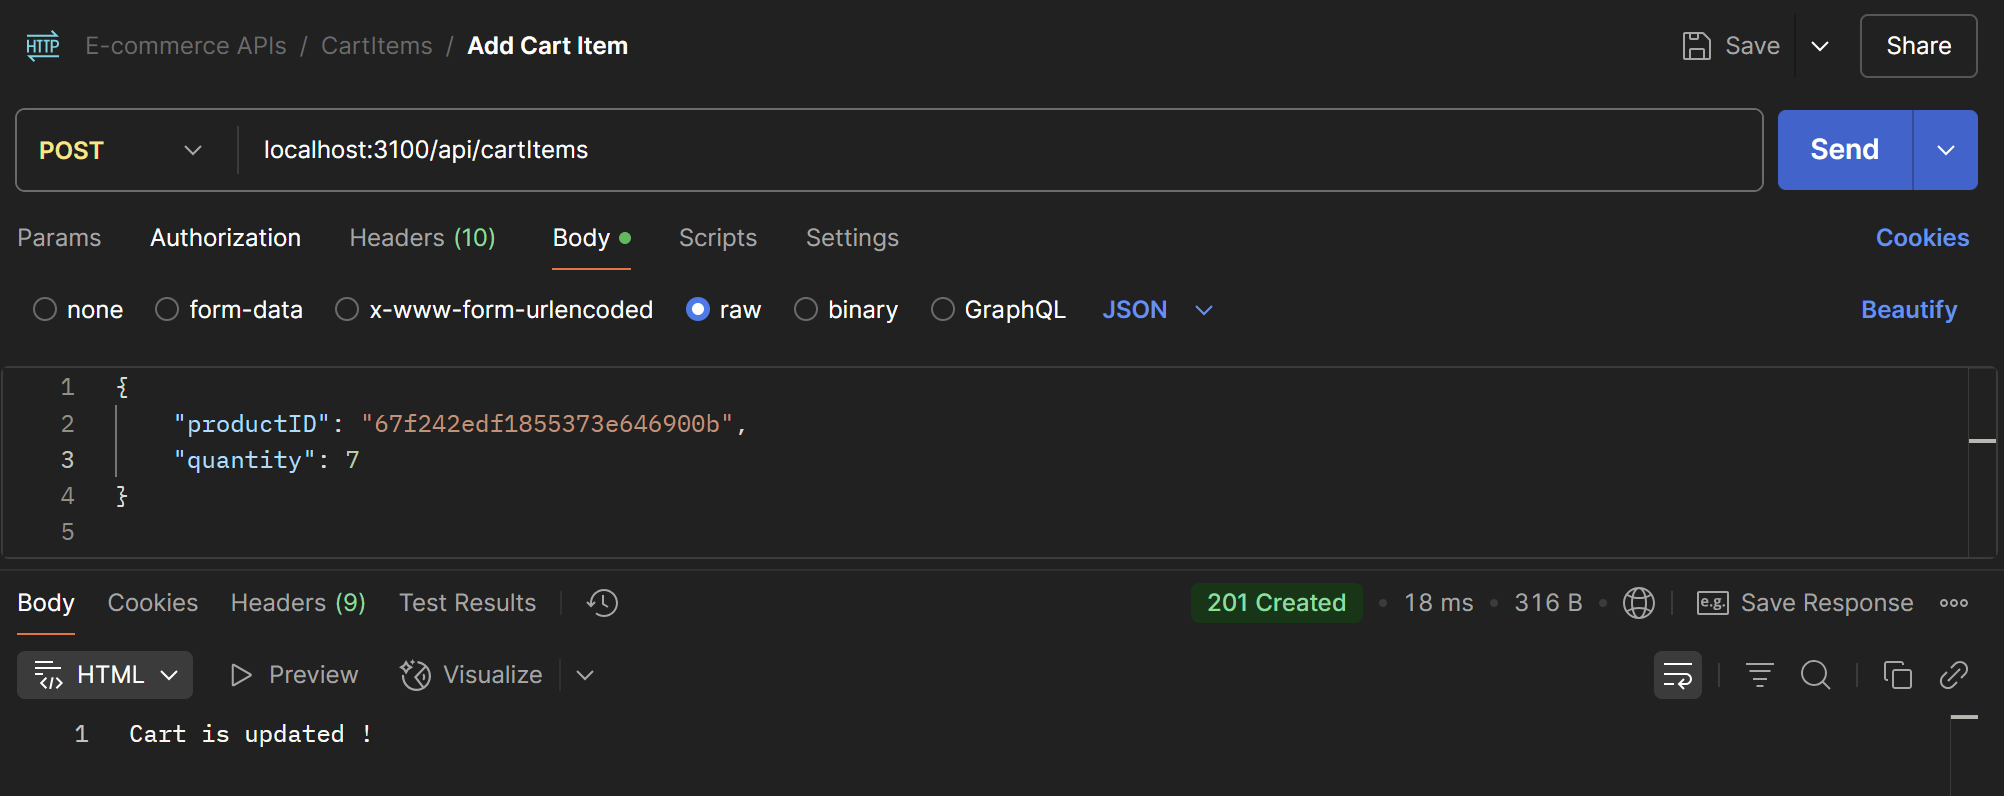 HTTP E-commerce APIs / CartItems / Add Cart Item Save Share
POST localhost:3100/api/cartItems Send
Params Authorization Headers (10) Body Scripts Settings Cookies
none form-data x-www-form-urlencoded raw binary GraphQL JSON Beautify
1 {
2 "productID": "67f242edf1855373e646900b",
3 "quantity": 7
4 }
5
Body Cookies Headers (9) Test Results 201 Created • 18 ms • 316 B • e.g. Save Response
HTML Preview Visualize
1 Cart is updated !